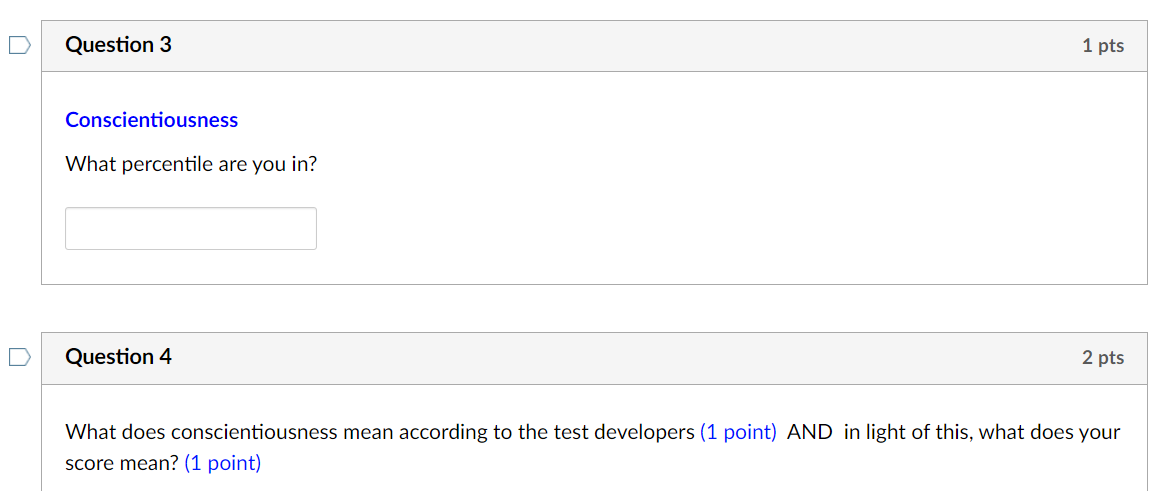 Question 3
1 pts
Conscientiousness
What percentile are you in?
Question 4
2 pts
What does conscientiousness mean according to the test developers (1 point) AND in light of this, what does your
score mean? (1 point)